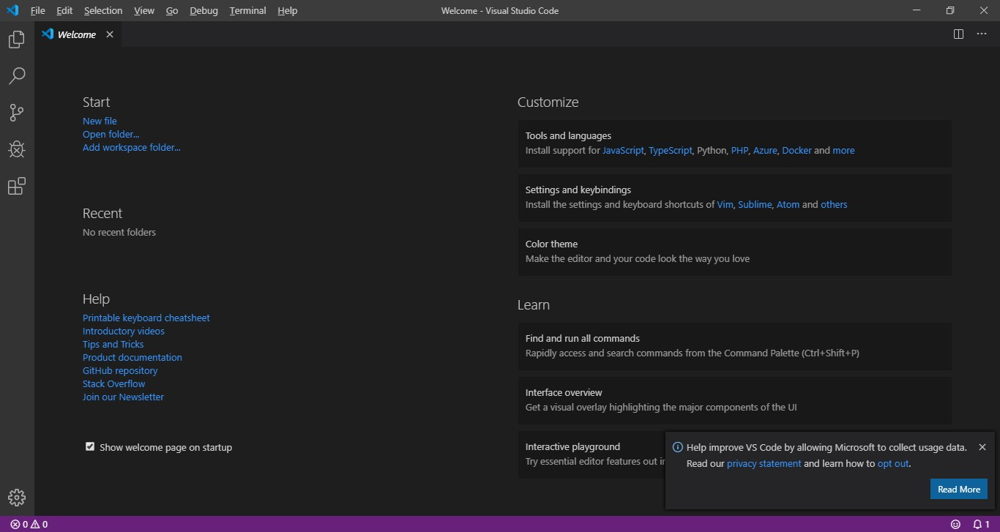 File Edit Selection View Go Debug Terminal Help
Welcome - Visual Studio Code
Welcome
Start
New file
Open folder...
Add workspace folder...
Recent
No recent folders
Help
Printable keyboard cheatsheet
Introductory videos
Tips and Tricks
Product documentation
GitHub repository
Stack Overflow
Join our Newsletter
Show welcome page on startup
Customize
Tools and languages
Install support for JavaScript, TypeScript, Python, PHP, Azure, Docker and more
Settings and keybindings
Install the settings and keyboard shortcuts of Vim, Sublime, Atom and others
Color theme
Make the editor and your code look the way you love
Learn
Find and run all commands
Rapidly access and search commands from the Command Palette (Ctrl+Shift+P)
Interface overview
Get a visual overlay highlighting the major components of the UI
Interactive playground
Try essential editor features out
Help improve VS Code by allowing Microsoft to collect usage data.
Read our privacy statement and learn how to opt out.
Read More
0 0
1